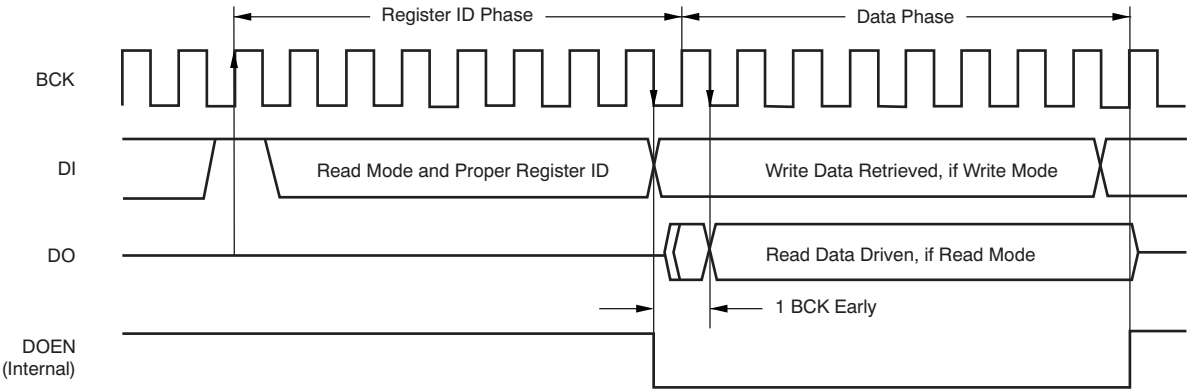 Register ID Phase
Data Phase
BCK
DI
Read Mode and Proper Register ID
Write Data Retrieved, if Write Mode
DO
Read Data Driven, if Read Mode
1 BCK Early
DOEN
(Internal)